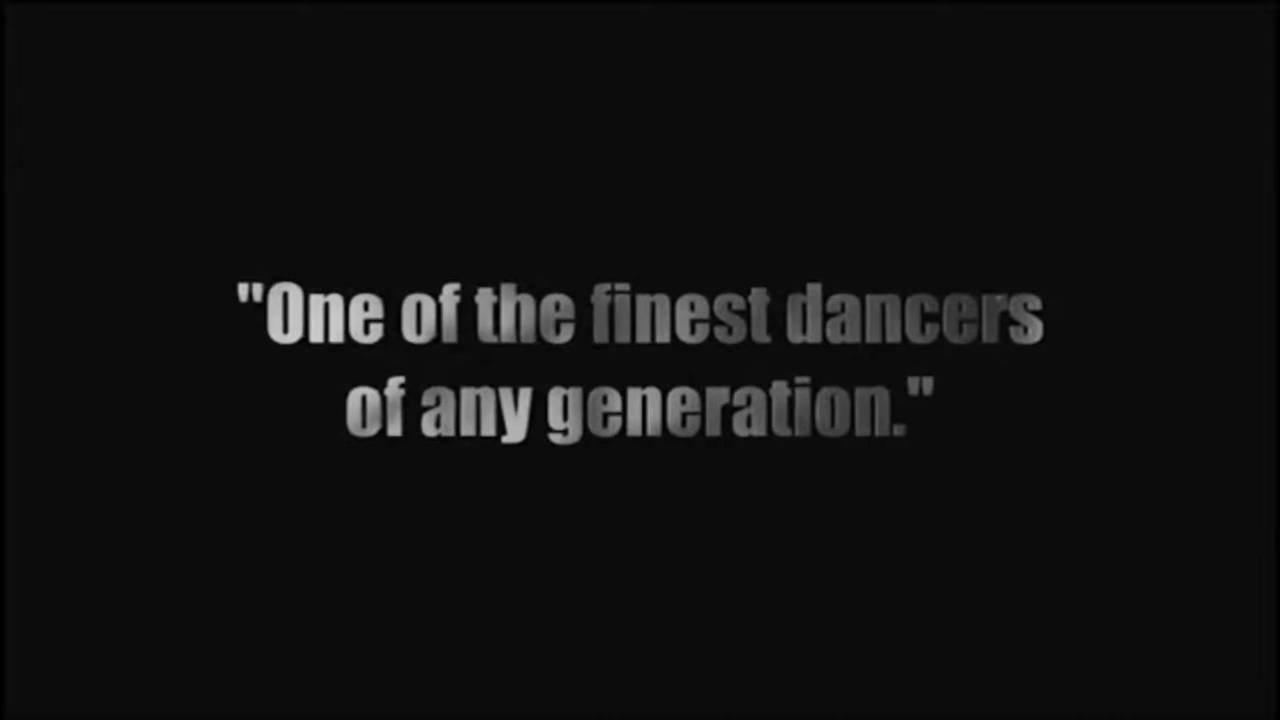 "One of the finest dancers
of any generation."